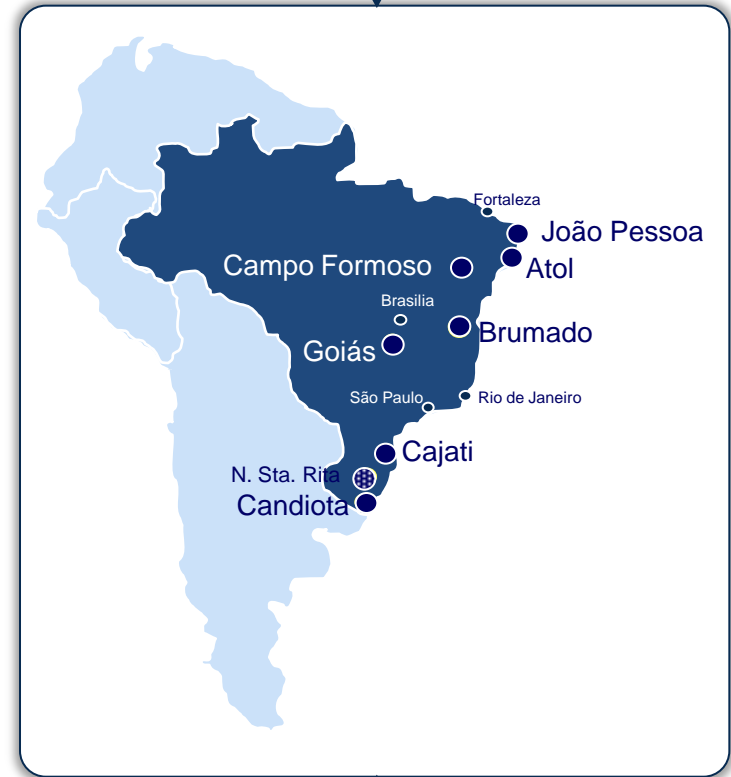 Fortaleza
João Pessoa
Campo Formoso
Atol
Brasilia
Brumado
Goiás
São Paulo
Rio de Janeiro
Cajati
N. Sta. Rita
Candiota